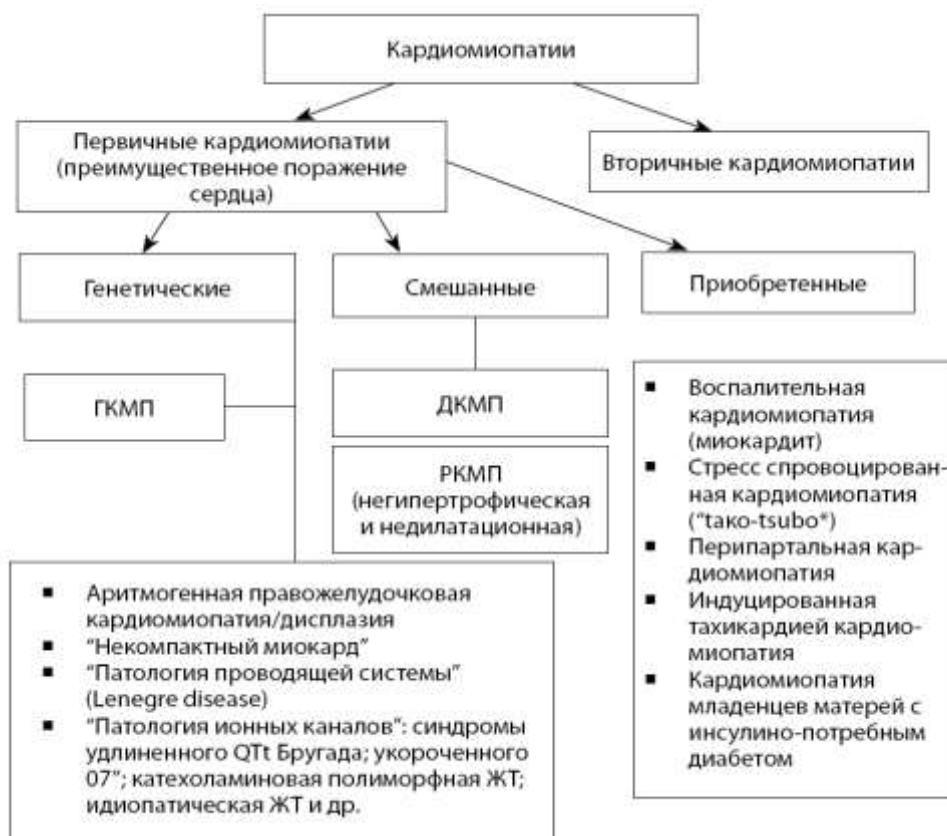 Кардиомиопатии
Первичные кардиомиопатии
(преимущественное поражение
сердца)
Вторичные кардиомиопатии
Генетические
Смешанные
Приобретенные
ГКМП
ДКМП
РКМП
(негипертрофическая
и недилатационная)
▪ Аритмогенная правожелудочковая
кардиомиопатия/дисплазия
▪ "Некомпактный миокард"
▪ "Патология проводящей системы"
(Lenegre disease)
▪ "Патология ионных каналов": синдромы
удлиненного QTt Бругада; укороченного
07"; катехоламиновая полиморфная ЖТ;
идиопатическая ЖТ и др.
▪ Воспалительная
кардиомиопатия
(миокардит)
▪ Стресс спровоцирован-
ная кардиомиопатия
("tако-tsubo*)
▪ Перипартальная кар-
диомиопатия
▪ Индуцированная
тахикардией кардио-
миопатия
▪ Кардиомиопатия
младенцев матерей с
инсулино-потребным
диабетом